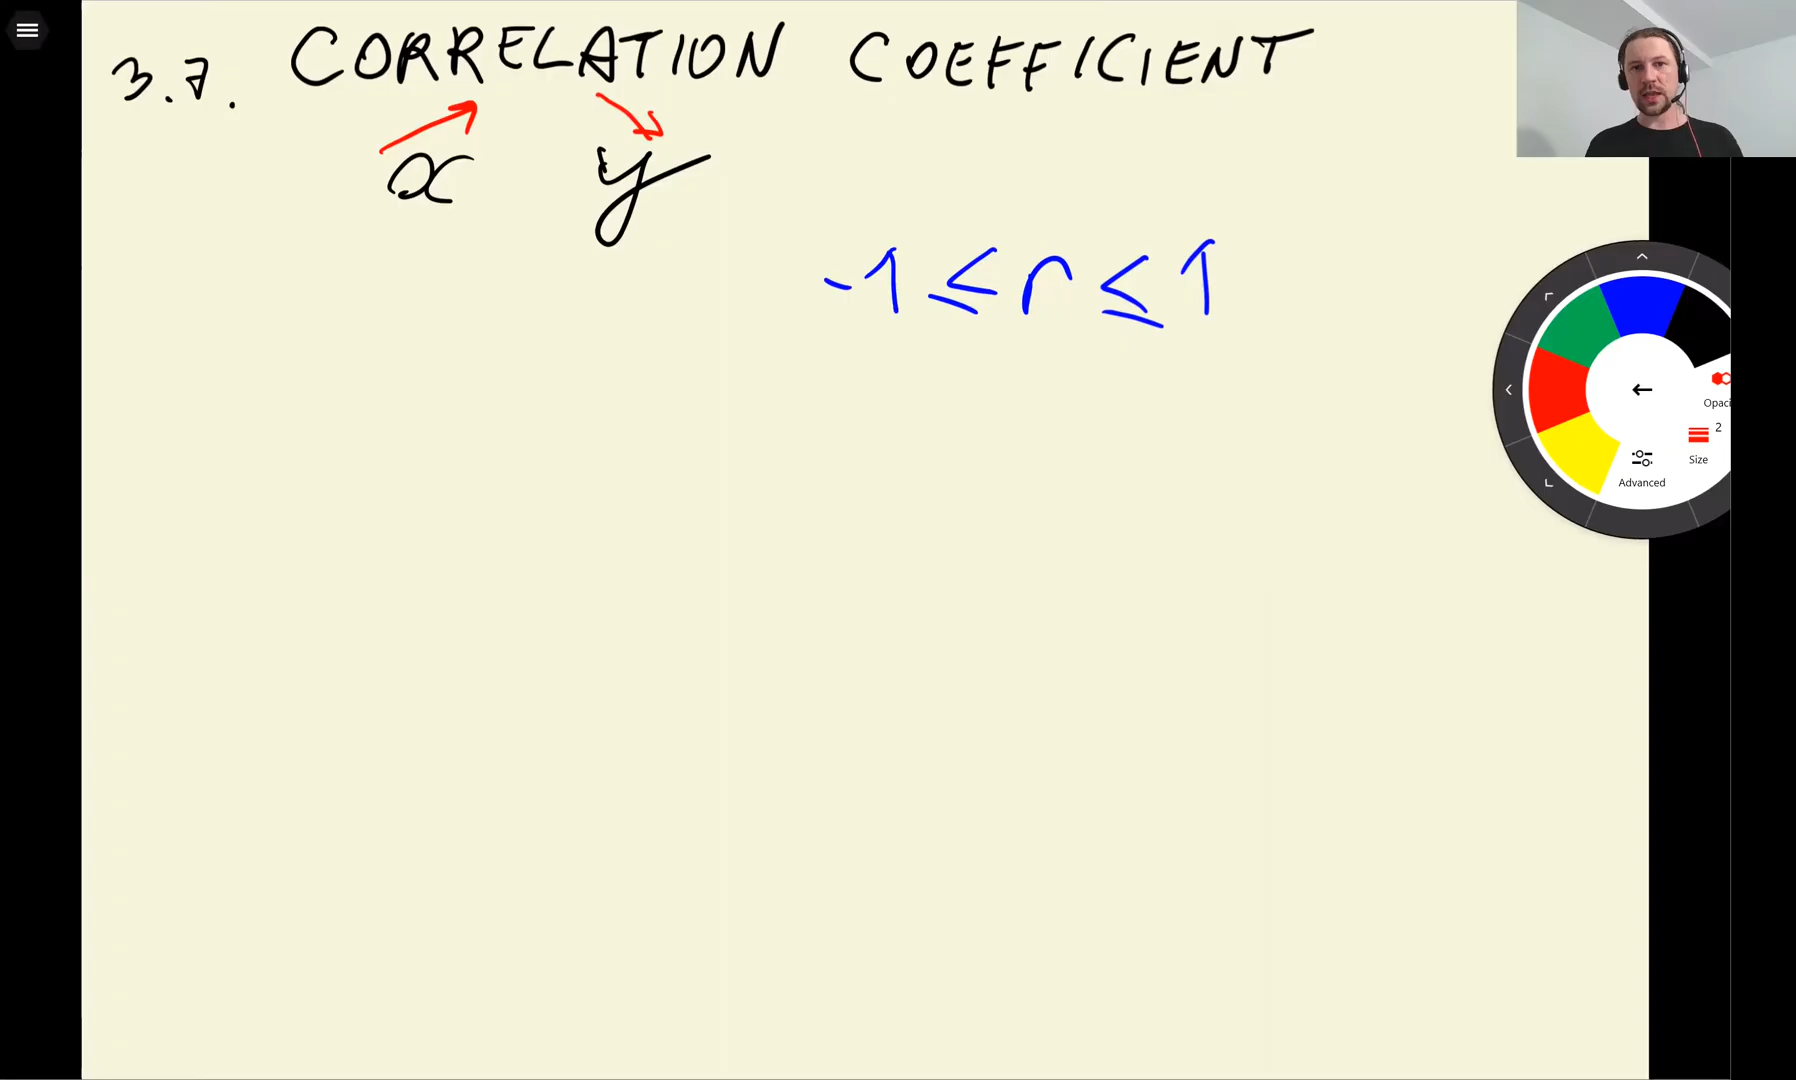 3.7. CORRELATION COEFFICIENT
x y
-1 ≤ r ≤ 1
Opaci
2
Size
Advanced